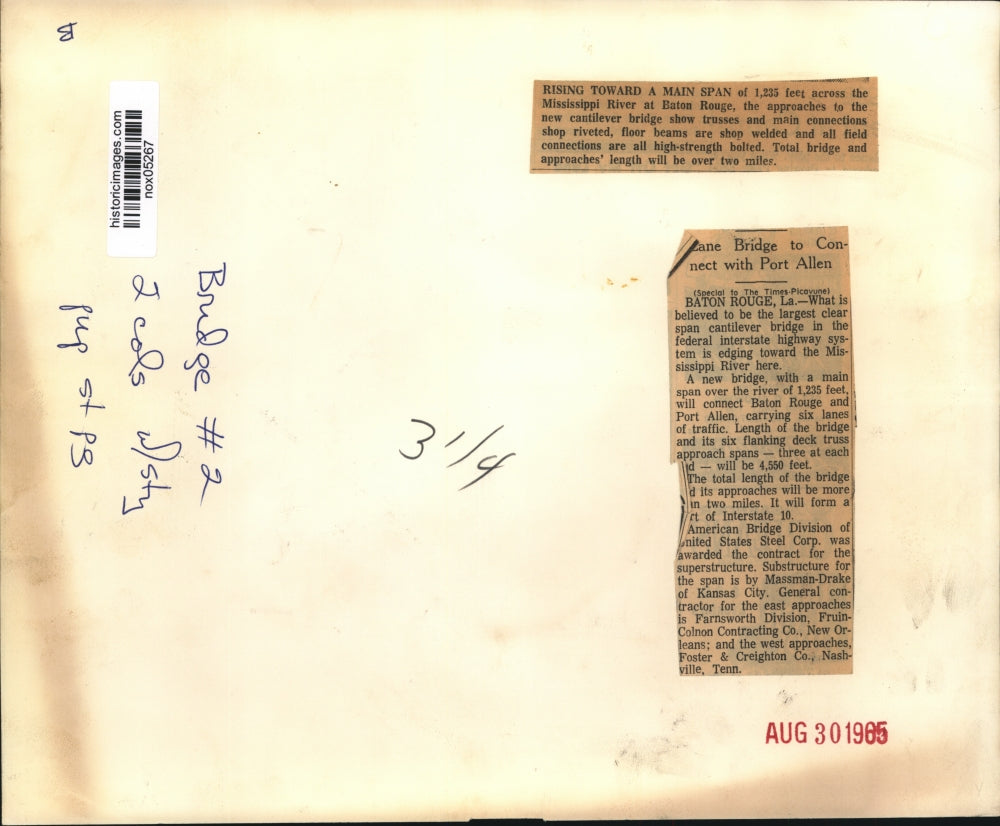 RISING TOWARD A MAIN SPAN of 1,235 feet across the
Mississippi River at Baton Rouge, the approaches to the
new cantilever bridge show trusses and main connections
shop riveted, floor beams are shop welded and all field
connections are all high-strength bolted. Total bridge and
approaches' length will be over two miles.
historicimages.com
nox05267
Lane Bridge to Con-
nect with Port Allen
(Special to The Times-Picayune)
BATON ROUGE, La.—What is
believed to be the largest clear
span cantilever bridge in the
federal interstate highway sys-
tem is edging toward the Mis-
sissippi River here.
A new bridge, with a main
span over the river of 1,235 feet,
will connect Baton Rouge and
Port Allen, carrying six lanes
of traffic. Length of the bridge
and its six flanking deck truss
approach spans — three at each
d — will be 4,550 feet.
The total length of the bridge
d its approaches will be more
an two miles. It will form a
rt of Interstate 10.
American Bridge Division of
nited States Steel Corp. was
awarded the contract for the
superstructure. Substructure for
the span is by Massman-Drake
of Kansas City. General con-
tractor for the east approaches
is Farnsworth Division, Fruin-
Colnon Contracting Co., New Or-
leans; and the west approaches,
Foster & Creighton Co., Nash-
ville, Tenn.
Bridge #2
2 cols w/sty
3 1/4
AUG 30 1965